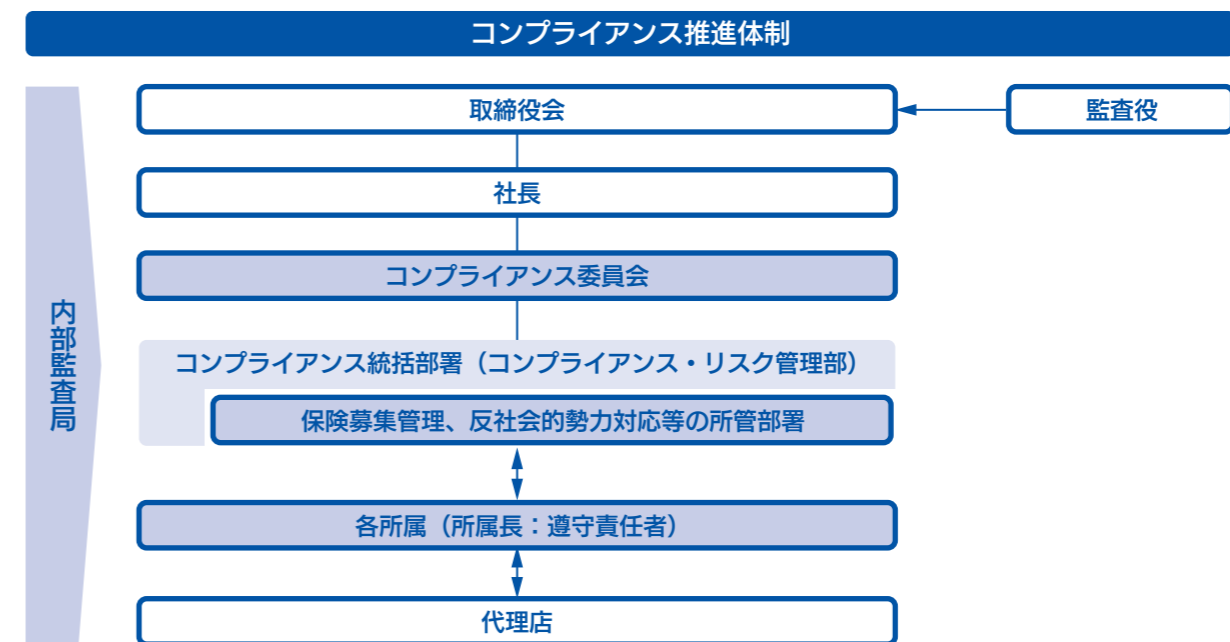 コンプライアンス推進体制
取締役会
監査役
社長
コンプライアンス委員会
内部監査局
コンプライアンス統括部署（コンプライアンス・リスク管理部）
保険募集管理、反社会的勢力対応等の所管部署
各所属（所属長：遵守責任者）
代理店